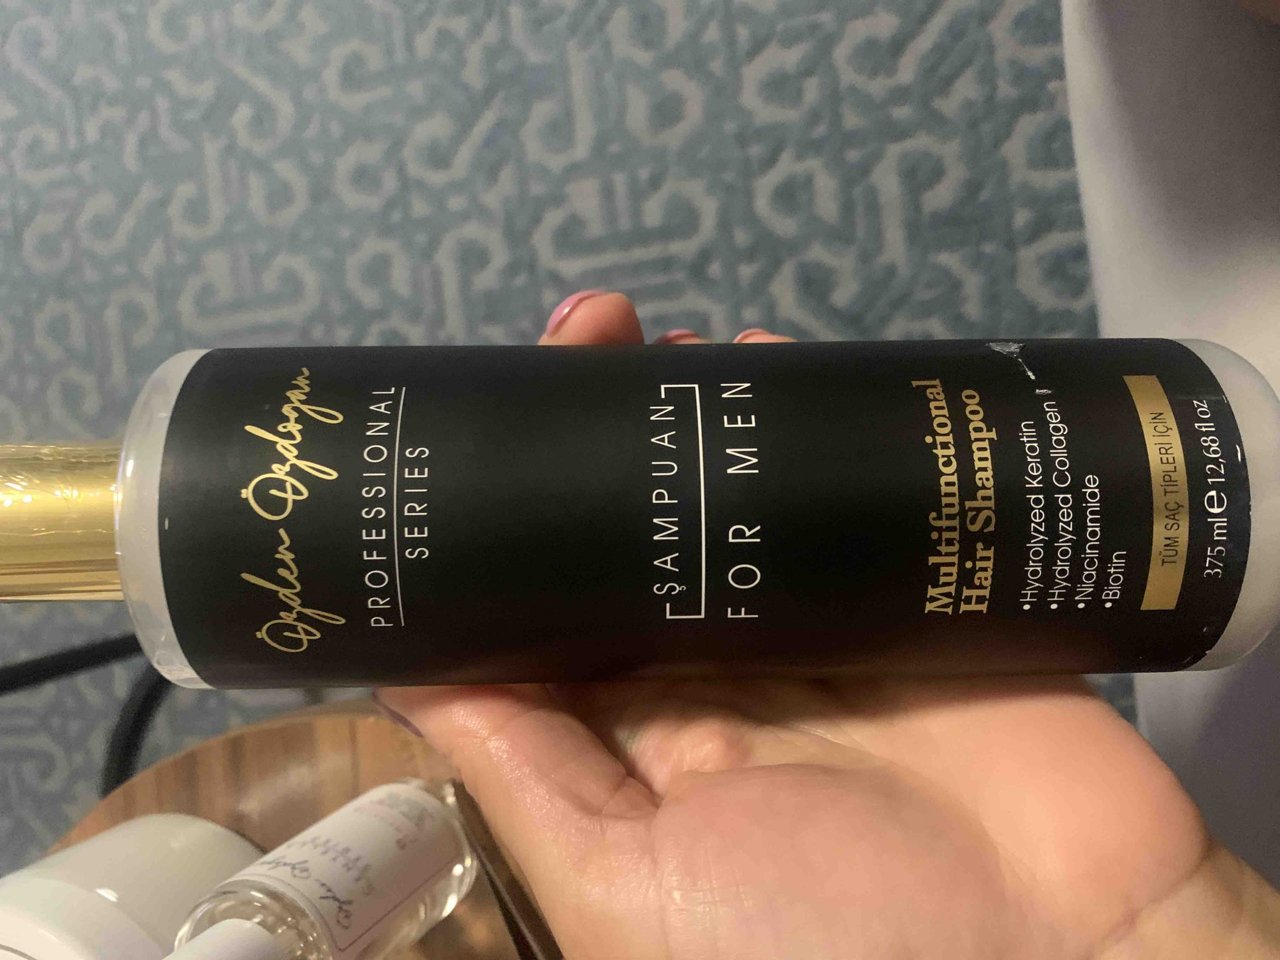 Özden Özdoğan
PROFESSIONAL
SERIES
ŞAMPUAN
FOR MEN
Multifunctional
Hair Shampoo
•Hydrolyzed Keratin
•Hydrolyzed Collagen
•Niacinamide
•Biotin
TÜM SAÇ TİPLERİ İÇİN
375 ml e 12,68 fl oz